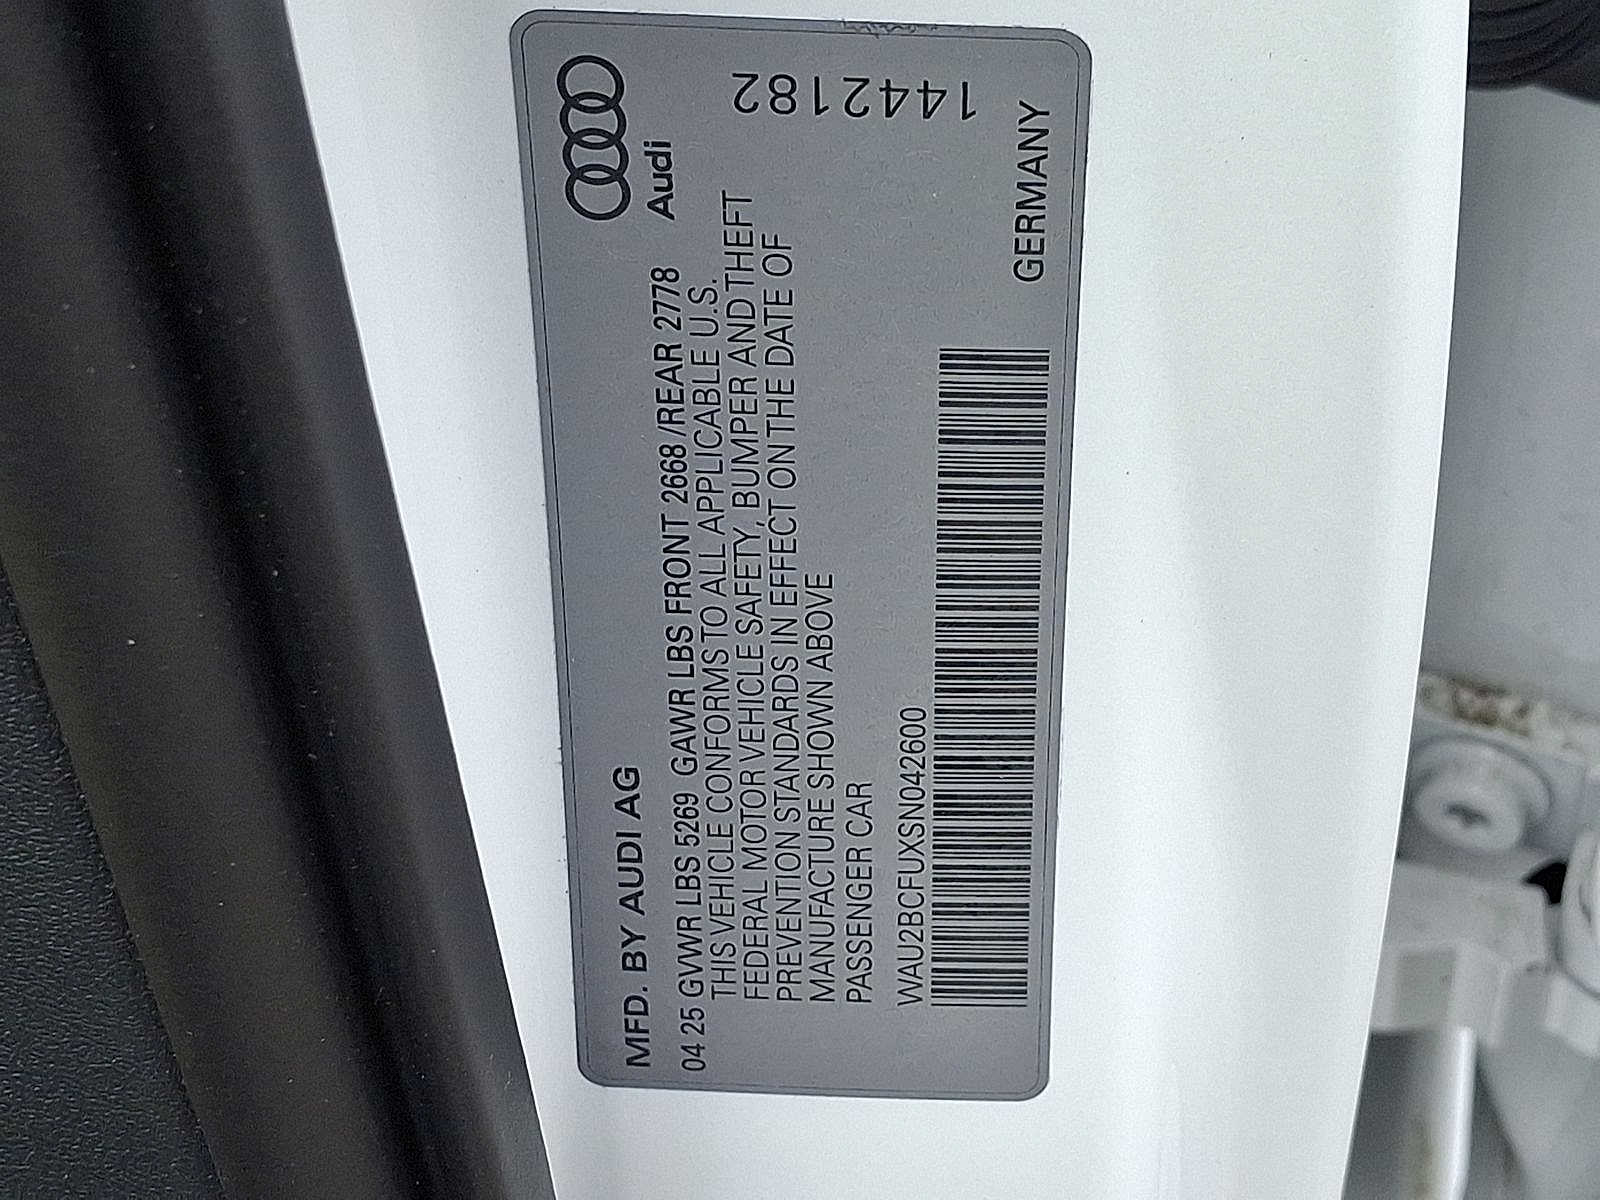 MFD. BY AUDI AG
Audi
04 25 GVWR LBS 5269 GAWR LBS FRONT 2668 /REAR 2778
THIS VEHICLE CONFORMS TO ALL APPLICABLE U.S.
FEDERAL MOTOR VEHICLE SAFETY, BUMPER AND THEFT
PREVENTION STANDARDS IN EFFECT ON THE DATE OF
MANUFACTURE SHOWN ABOVE
PASSENGER CAR
WAU2BCFUXSN042600
GERMANY
1442182